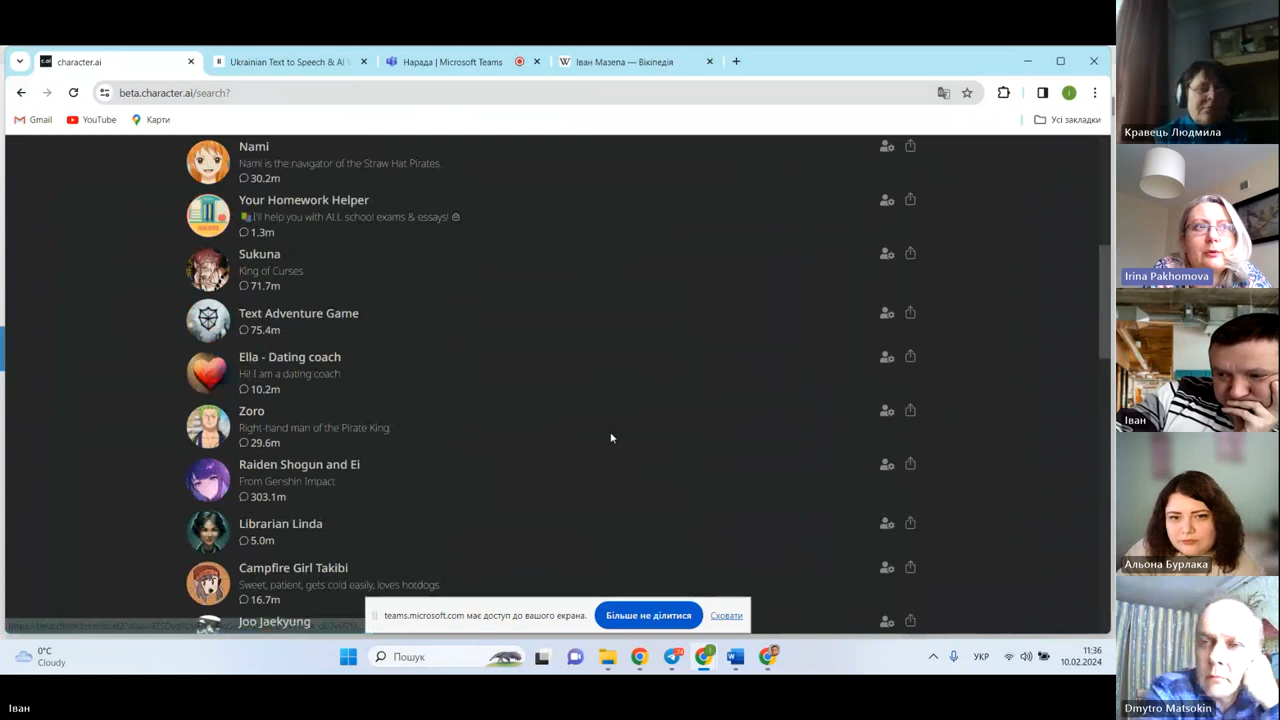 character.ai
Ukrainian Text to Speech & AI
Нарада | Microsoft Teams
Іван Мазепа — Вікіпедія
beta.character.ai/search?
Gmail
YouTube
Карти
Усі закладки
Nami
Nami is the navigator of the Straw Hat Pirates.
30.2m
Your Homework Helper
I'll help you with ALL school exams & essays!
1.3m
Sukuna
King of Curses
71.7m
Text Adventure Game
75.4m
Ella - Dating coach
Hi! I am a dating coach
10.2m
Zoro
Right-hand man of the Pirate King
29.6m
Raiden Shogun and Ei
From Genshin Impact
303.1m
Librarian Linda
5.0m
Campfire Girl Takibi
Sweet, patient, gets cold easily, loves hotdogs
16.7m
Joo Jaekyung
teams.microsoft.com має доступ до вашого екрана.
Більше не ділитися
Сховати
0°C
Cloudy
Пошук
УКР
11:36
10.02.2024
Іван
Кравець Людмила
Irina Pakhomova
Іван
Альона Бурлака
Dmytro Matsokin